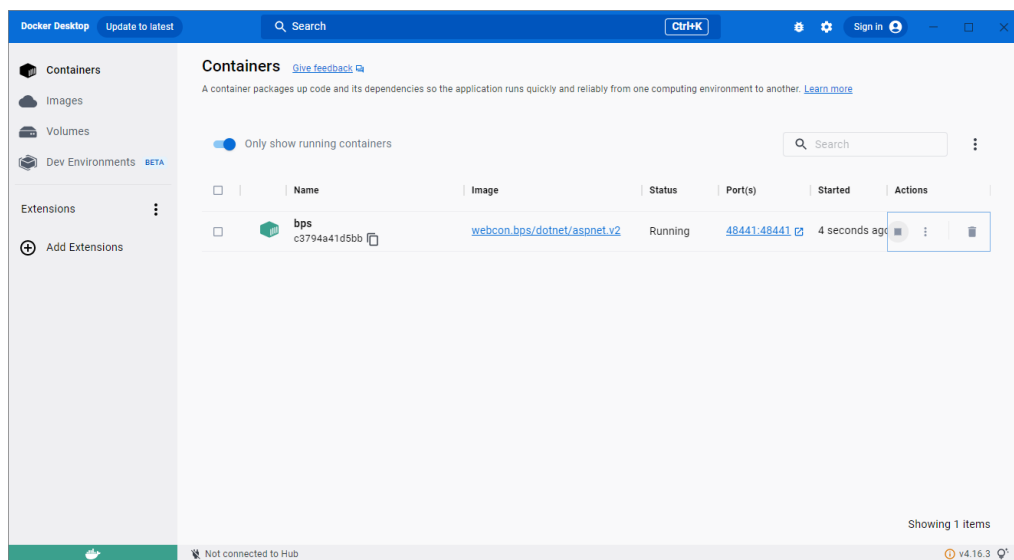 Docker Desktop Update to latest Search Ctrl+K Sign in
Containers
Images
Volumes
Dev Environments BETA
Extensions
Add Extensions
Containers Give feedback
A container packages up code and its dependencies so the application runs quickly and reliably from one computing environment to another. Learn more
Only show running containers Search
Name Image Status Port(s) Started Actions
bps
c3794a41d5bb webcon.bps/dotnet/aspnet.v2 Running 48441:48441 4 seconds ago
Showing 1 items
Not connected to Hub v4.16.3